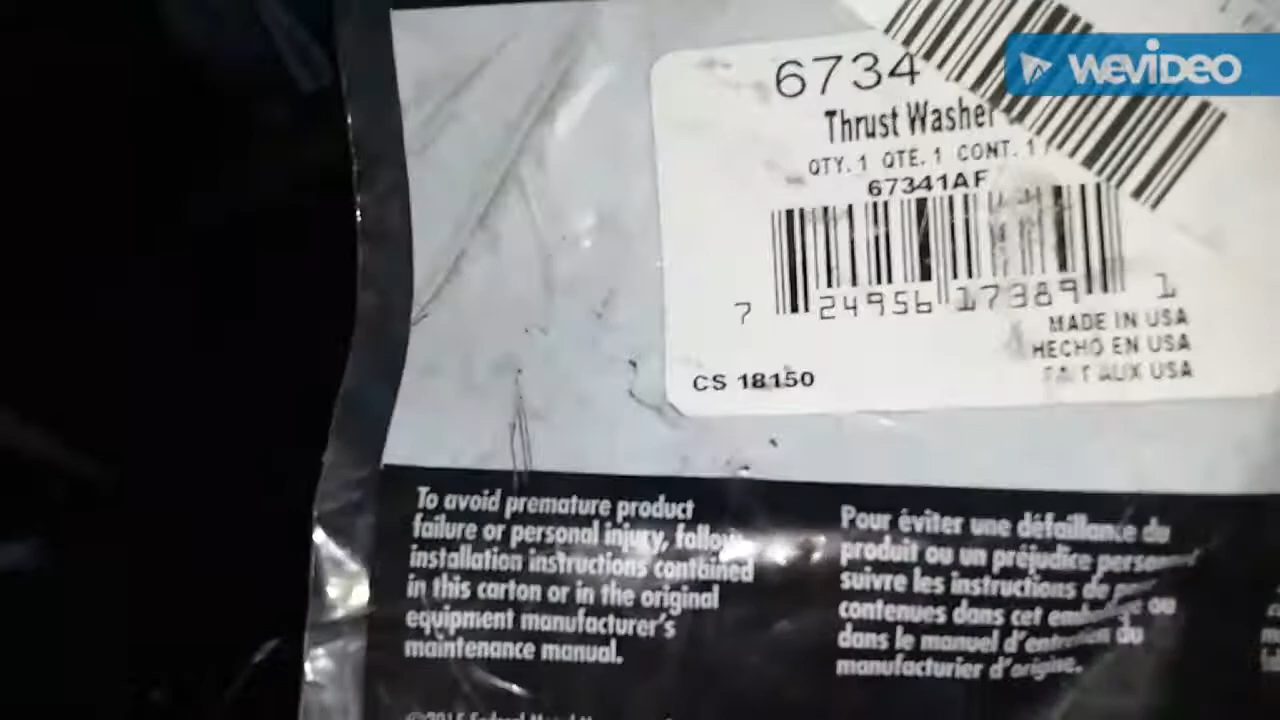 wevideo
6734
Thrust Washer
QTY. 1 QTE. 1 CONT. 1
67341AF
7 24956 17389 1
MADE IN USA
HECHO EN USA
FAIT AUX USA
CS 18150
To avoid premature product
failure or personal injury, follow
installation instructions contained
in this carton or in the original
equipment manufacturer's
maintenance manual.
Pour éviter une défaillance du
produit ou un préjudice personnel
suivre les instructions de
contenues dans cet emballage ou
dans le manuel d'entretien du
manufacturier d'origine.